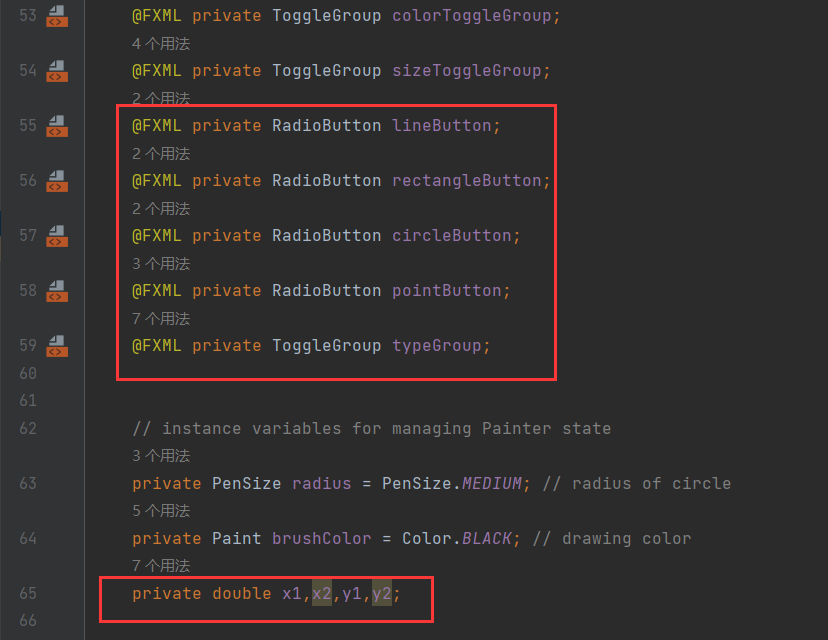 53 @FXML private ToggleGroup colorToggleGroup;
4 个用法
54 @FXML private ToggleGroup sizeToggleGroup;
2 个用法
55 @FXML private RadioButton lineButton;
2 个用法
56 @FXML private RadioButton rectangleButton;
2 个用法
57 @FXML private RadioButton circleButton;
3 个用法
58 @FXML private RadioButton pointButton;
7 个用法
59 @FXML private ToggleGroup typeGroup;
60
61
62 // instance variables for managing Painter state
3 个用法
63 private PenSize radius = PenSize.MEDIUM; // radius of circle
5 个用法
64 private Paint brushColor = Color.BLACK; // drawing color
7 个用法
65 private double x1,x2,y1,y2;
66